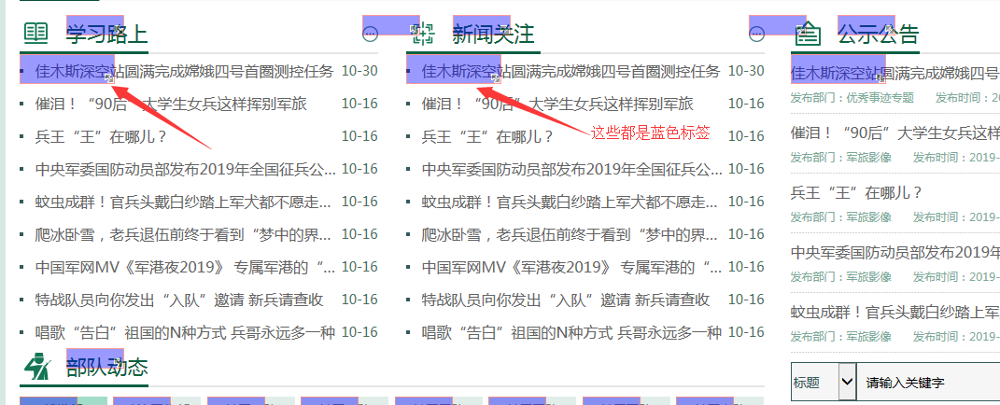 学习路上
佳木斯深空站圆满完成嫦娥四号首圈测控任务 10-30
催泪！“90后”大学生女兵这样挥别军旅
兵王“王”在哪儿？
中央军委国防动员部发布2019年全国征兵公... 10-16
蚊虫成群！官兵头戴白纱踏上军犬都不愿走... 10-16
爬冰卧雪，老兵退伍前终于看到“梦中的界... 10-16
中国军网MV《军港夜2019》 专属军港的“... 10-16
特战队员向你发出“入队”邀请 新兵请查收 10-16
唱歌“告白”祖国的N种方式 兵哥永远多一种 10-16
新闻关注
佳木斯深空站圆满完成嫦娥四号首圈测控任务 10-30
催泪！“90后”大学生女兵这样挥别军旅 10-16
兵王“王”在哪儿？ 10-16
这些都是蓝色标签
中央军委国防动员部发布2019年全国征兵公... 10-16
蚊虫成群！官兵头戴白纱踏上军犬都不愿走... 10-16
爬冰卧雪，老兵退伍前终于看到“梦中的界... 10-16
中国军网MV《军港夜2019》 专属军港的“... 10-16
特战队员向你发出“入队”邀请 新兵请查收 10-16
唱歌“告白”祖国的N种方式 兵哥永远多一种 10-16
公示公告
佳木斯深空站圆满完成嫦娥四号
发布部门：优秀事迹专题 发布时间：20
催泪！“90后”大学生女兵这样挥
发布部门：军旅影像 发布时间：2019-
兵王“王”在哪儿？
发布部门：军旅影像 发布时间：2019-
中央军委国防动员部发布2019年
发布部门：军旅影像 发布时间：2019-
蚊虫成群！官兵头戴白纱踏上军
发布部门：军旅影像 发布时间：2019-
标题 请输入关键字
部队动态